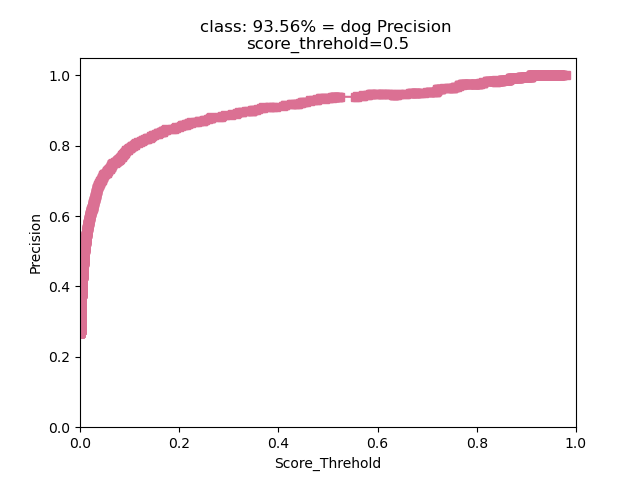 class: 93.56% = dog Precision
score_threhold=0.5
1.0
0.8
0.6
0.4
0.2
0.0
Precision
0.0 0.2 0.4 0.6 0.8 1.0
Score_Threhold